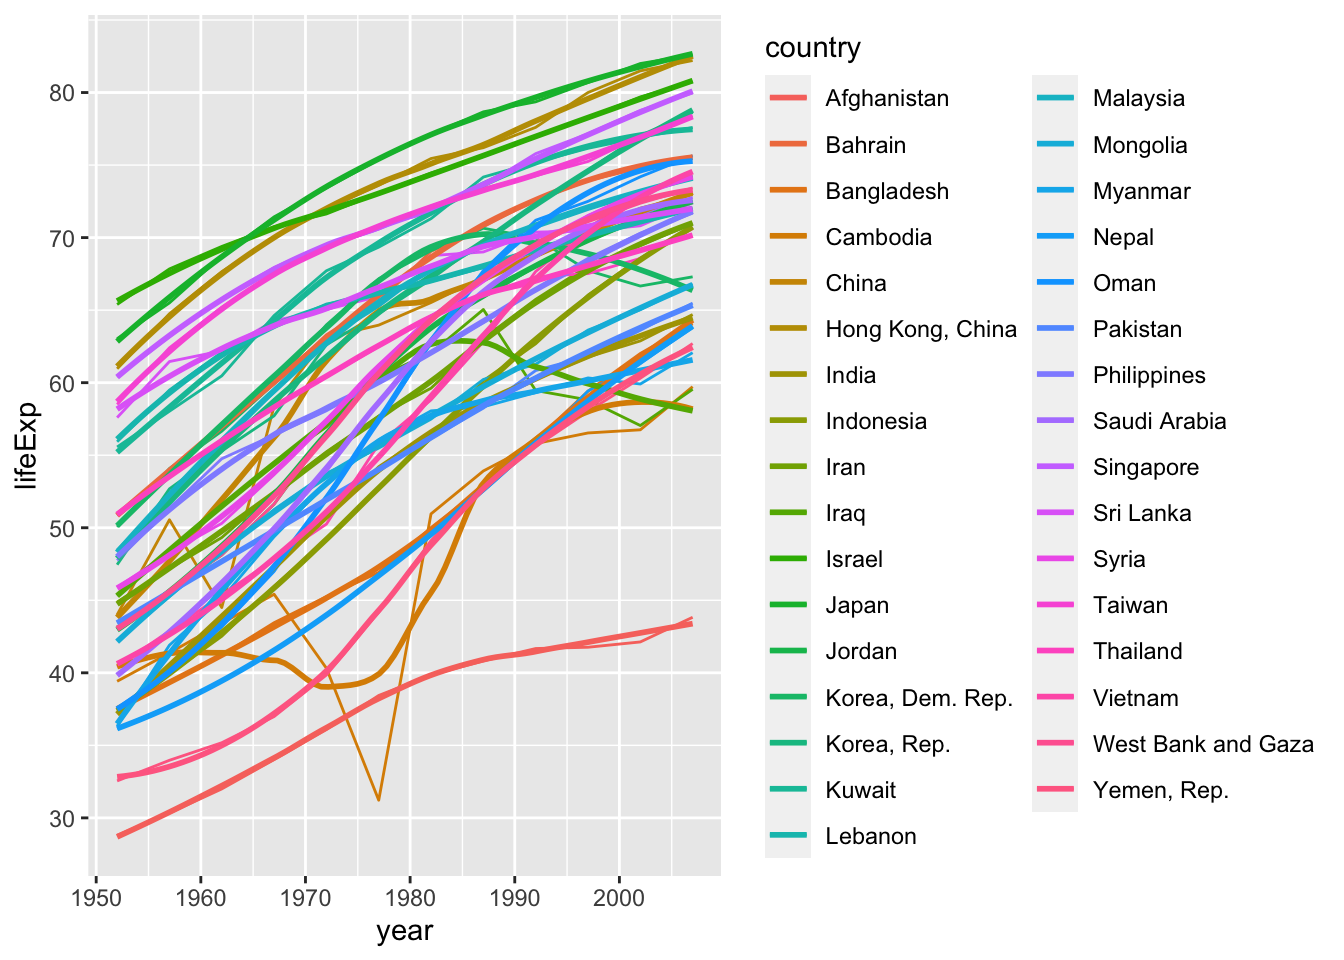 lifeExp
80
70
60
50
40
30
1950 1960 1970 1980 1990 2000
year
country
Afghanistan
Bahrain
Bangladesh
Cambodia
China
Hong Kong, China
India
Indonesia
Iran
Iraq
Israel
Japan
Jordan
Korea, Dem. Rep.
Korea, Rep.
Kuwait
Lebanon
Malaysia
Mongolia
Myanmar
Nepal
Oman
Pakistan
Philippines
Saudi Arabia
Singapore
Sri Lanka
Syria
Taiwan
Thailand
Vietnam
West Bank and Gaza
Yemen, Rep.